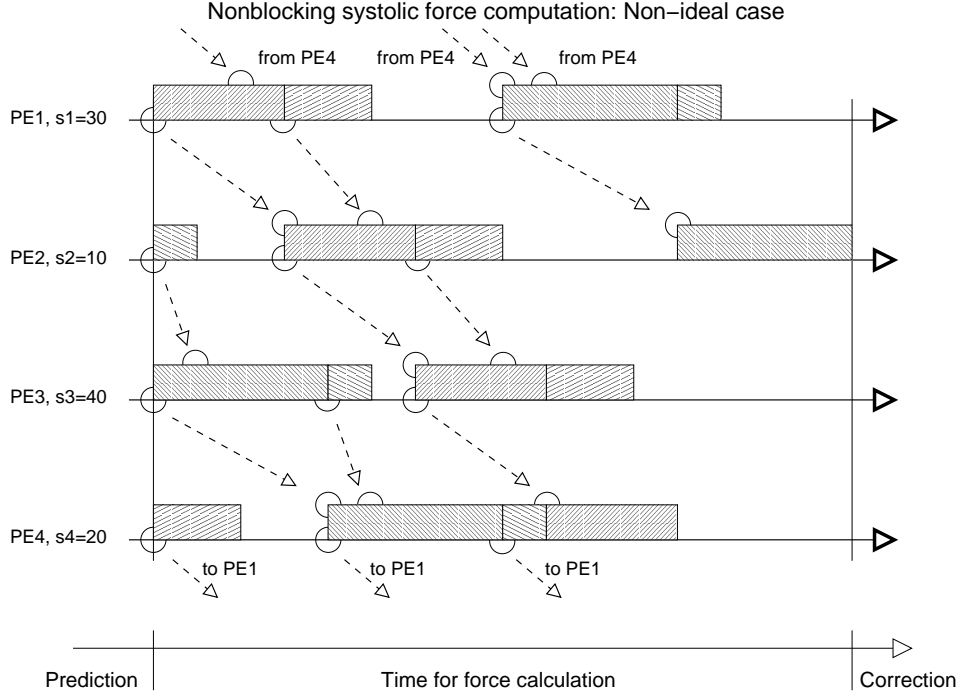 Nonblocking systolic force computation: Non−ideal case
from PE4
from PE4
from PE4
PE1, s1=30
PE2, s2=10
PE3, s3=40
PE4, s4=20
to PE1
to PE1
to PE1
Prediction
Time for force calculation
Correction